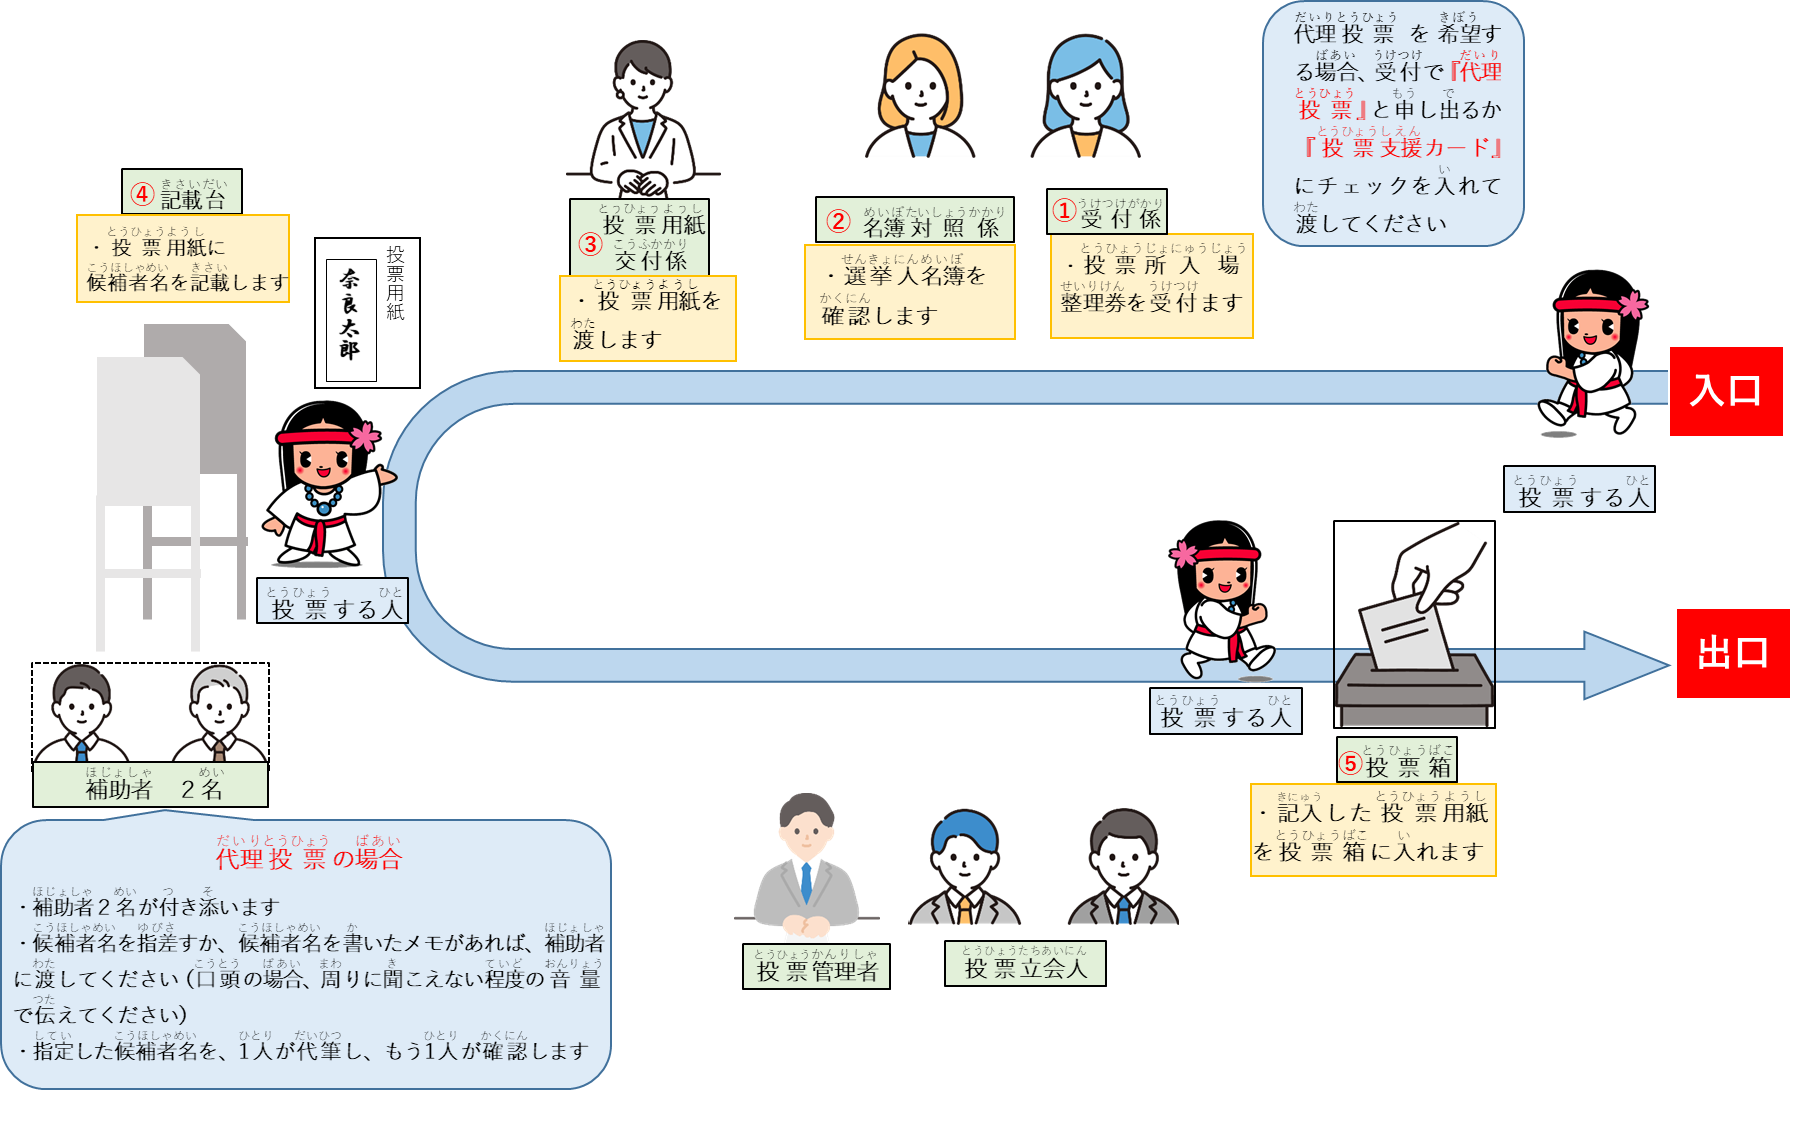 代理投票を希望す
る場合、受付で『代理
投票』と申し出るか
『投票支援カード』
にチェックを入れて
渡してください
入口
投票する人
①受付係
・投票所入場
整理券を受付ます
②名簿対照係
・選挙人名簿を
確認します
投票用紙
③交付係
・投票用紙を
渡します
④記載台
・投票用紙に
候補者名を記載します
投票用紙
奈良太郎
投票する人
補助者 2名
代理投票の場合
・補助者2名が付き添います
・候補者名を指差すか、候補者名を書いたメモがあれば、補助者
に渡してください（口頭の場合、周りに聞こえない程度の音量
で伝えてください）
・指定した候補者名を、1人が代筆し、もう1人が確認します
投票管理者
投票立会人
投票する人
⑤投票箱
・記入した投票用紙
を投票箱に入れます
出口